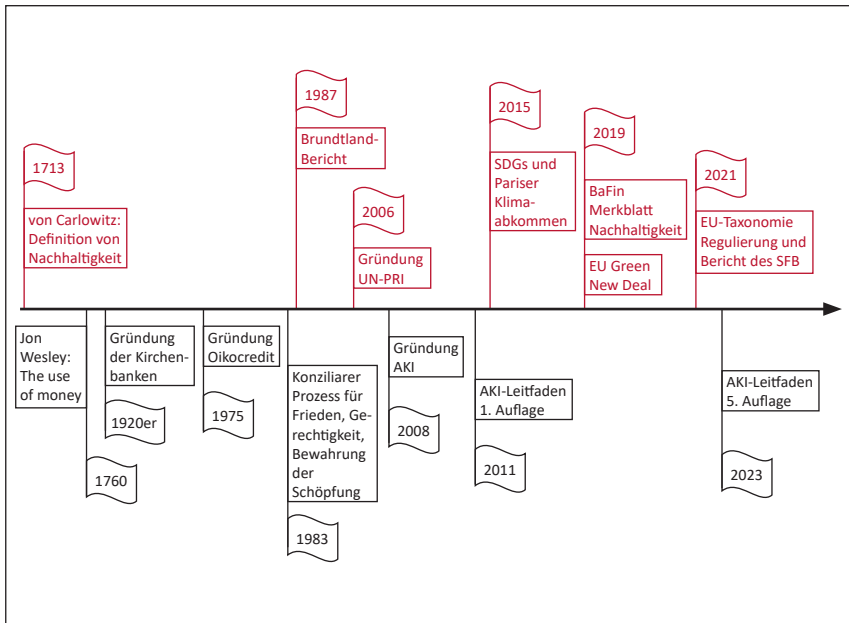 1713
von Carlowitz:
Definition von
Nachhaltigkeit
1987
Brundtland-
Bericht
2006
Gründung
UN-PRI
2015
SDGs und
Pariser
Klima-
abkommen
2019
BaFin
Merkblatt
Nachhaltigkeit
EU Green
New Deal
2021
EU-Taxonomie
Regulierung und
Bericht des SFB
Jon
Wesley:
The use
of money
1760
Gründung
der Kirchen-
banken
1920er
Gründung
Oikocredit
1975
Konziliarer
Prozess für
Frieden, Ge-
rechtigkeit,
Bewahrung
der
Schöpfung
1983
Gründung
AKI
2008
AKI-Leitfaden
1. Auflage
2011
AKI-Leitfaden
5. Auflage
2023